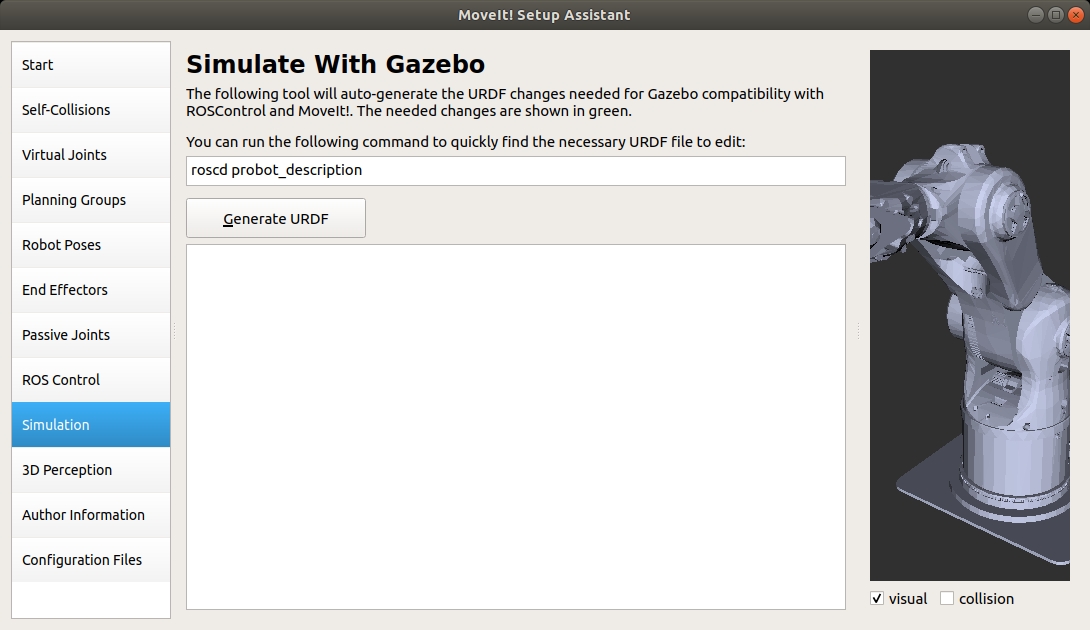 MoveIt! Setup Assistant
Start
Self-Collisions
Virtual Joints
Planning Groups
Robot Poses
End Effectors
Passive Joints
ROS Control
Simulation
3D Perception
Author Information
Configuration Files
Simulate With Gazebo
The following tool will auto-generate the URDF changes needed for Gazebo compatibility with
ROSControl and MoveIt!. The needed changes are shown in green.
You can run the following command to quickly find the necessary URDF file to edit:
roscd probot_description
Generate URDF
visual
collision